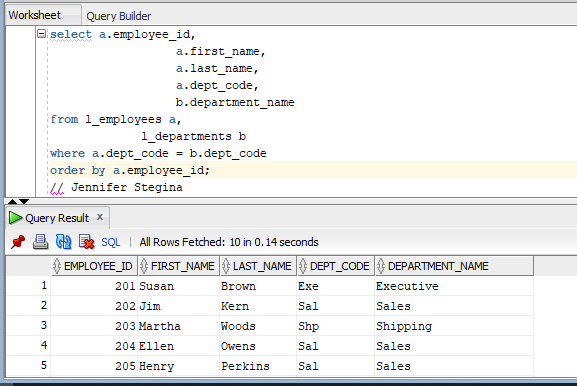 Worksheet Query Builder
select a.employee_id,
a.first_name,
a.last_name,
a.dept_code,
b.department_name
from l_employees a,
l_departments b
where a.dept_code = b.dept_code
order by a.employee_id;
// Jennifer Stegina
Query Result x
SQL | All Rows Fetched: 10 in 0.14 seconds
EMPLOYEE_ID FIRST_NAME LAST_NAME DEPT_CODE DEPARTMENT_NAME
1 201 Susan Brown Exe Executive
2 202 Jim Kern Sal Sales
3 203 Martha Woods Shp Shipping
4 204 Ellen Owens Sal Sales
5 205 Henry Perkins Sal Sales